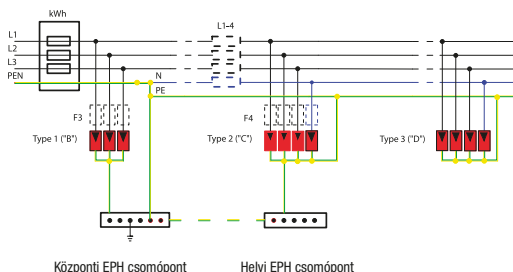 kWh
L1-4
L1
L2
L3
PEN
N
PE
F3
F4
Type 1 ("B")
Type 2 ("C")
Type 3 ("D")
Központi EPH csomópont
Helyi EPH csomópont